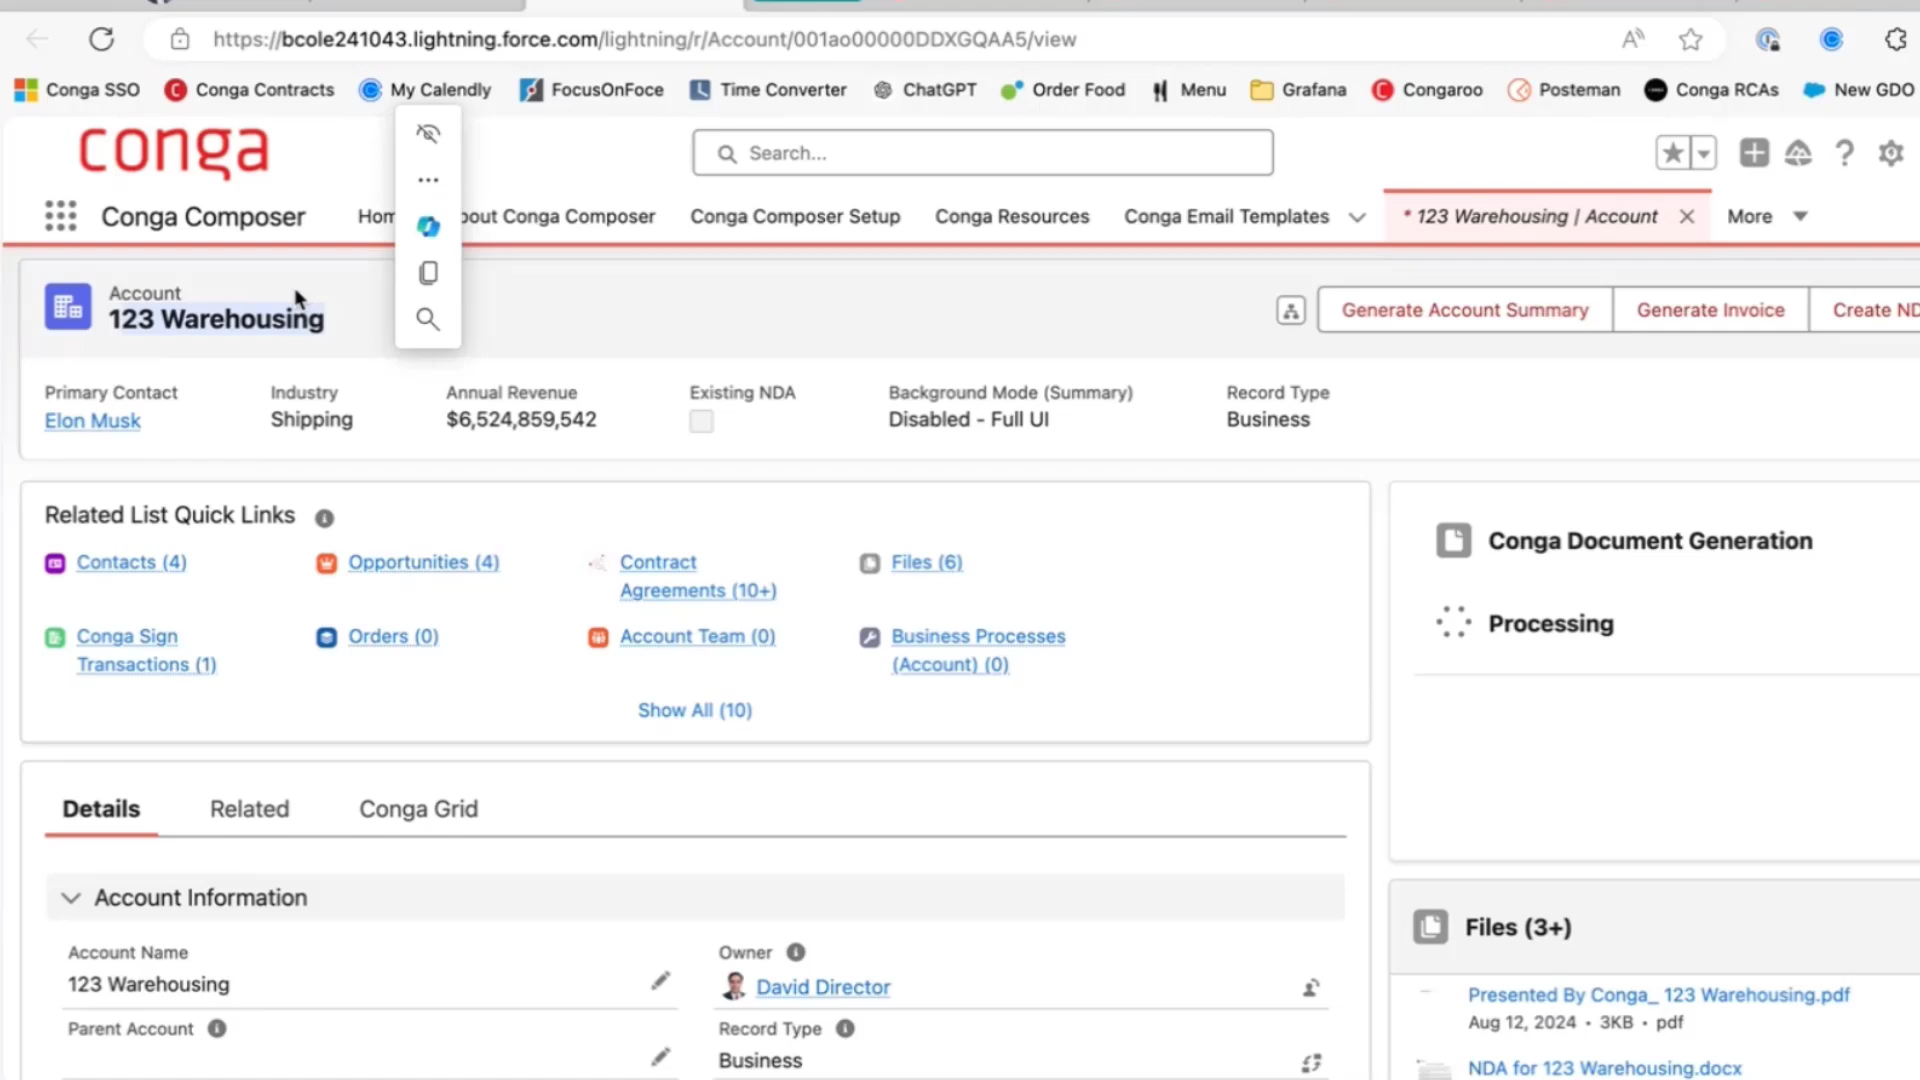 https://bcole241043.lightning.force.com/lightning/r/Account/001ao00000DDXGQAA5/view
Conga SSO Conga Contracts My Calendly FocusOnFoce Time Converter ChatGPT Order Food Menu Grafana Congaroo Posteman Conga RCAs New GDO
conga
Search...
Conga Composer Hom bout Conga Composer Conga Composer Setup Conga Resources Conga Email Templates * 123 Warehousing | Account More
Account
123 Warehousing
Generate Account Summary Generate Invoice Create ND
Primary Contact Industry Annual Revenue Existing NDA Background Mode (Summary) Record Type
Elon Musk Shipping $6,524,859,542 Disabled - Full UI Business
Related List Quick Links
Contacts (4) Opportunities (4) Contract Agreements (10+) Files (6)
Conga Sign Transactions (1) Orders (0) Account Team (0) Business Processes (Account) (0)
Show All (10)
Conga Document Generation
Processing
Details Related Conga Grid
Account Information
Account Name Owner
123 Warehousing David Director
Parent Account Record Type
Business
Files (3+)
Presented By Conga_ 123 Warehousing.pdf
Aug 12, 2024 • 3KB • pdf
NDA for 123 Warehousing.docx